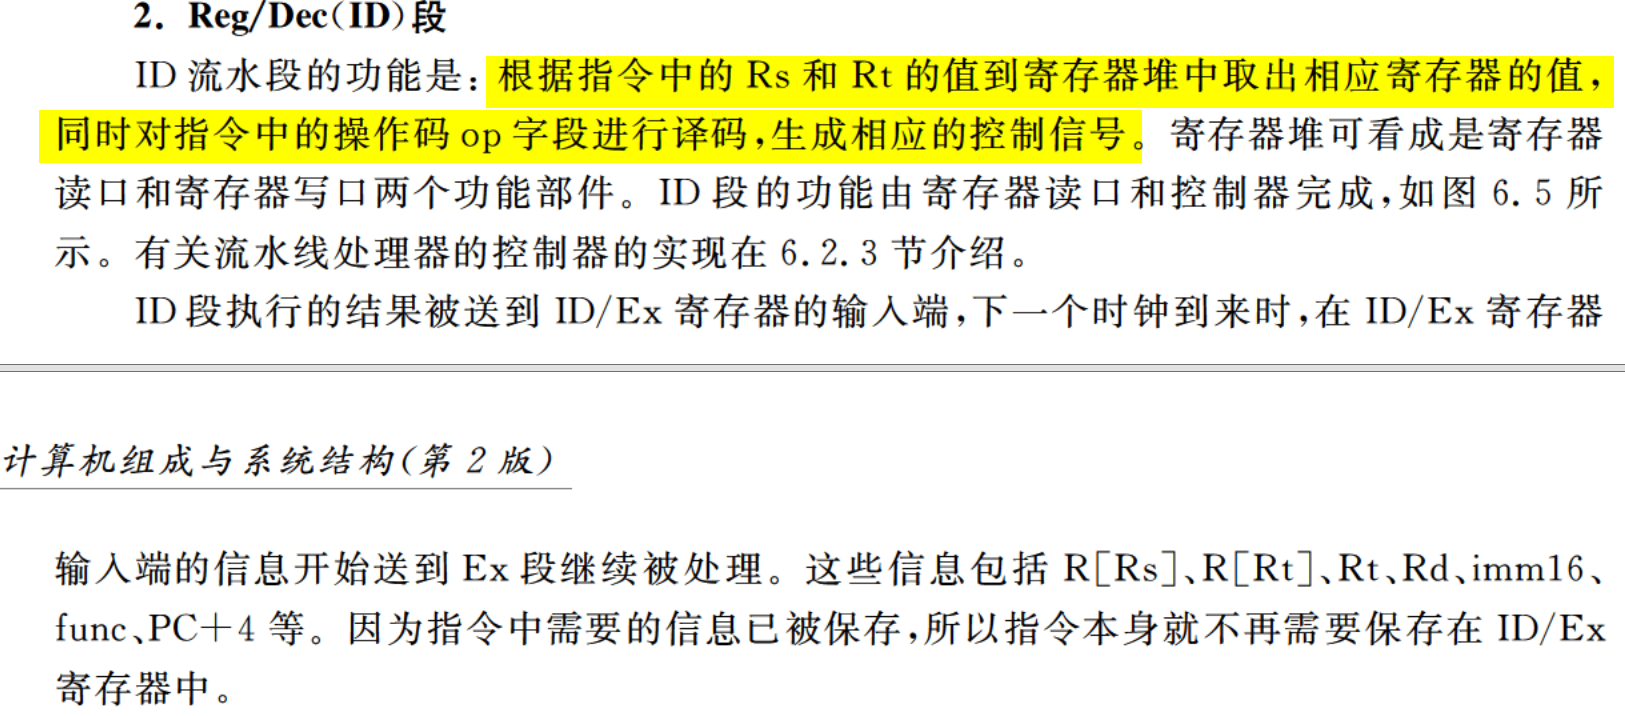 2. Reg/Dec(ID)段
ID 流水段的功能是:根据指令中的 Rs 和 Rt 的值到寄存器堆中取出相应寄存器的值,
同时对指令中的操作码 op 字段进行译码,生成相应的控制信号。寄存器堆可看成是寄存器
读口和寄存器写口两个功能部件。ID 段的功能由寄存器读口和控制器完成,如图 6.5 所
示。有关流水线处理器的控制器的实现在 6.2.3 节介绍。
ID 段执行的结果被送到 ID/Ex 寄存器的输入端,下一个时钟到来时,在 ID/Ex 寄存器
计算机组成与系统结构(第 2 版)
输入端的信息开始送到 Ex 段继续被处理。这些信息包括 R[Rs]、R[Rt]、Rt、Rd、imm16、
func、PC+4 等。因为指令中需要的信息已被保存,所以指令本身就不再需要保存在 ID/Ex
寄存器中。